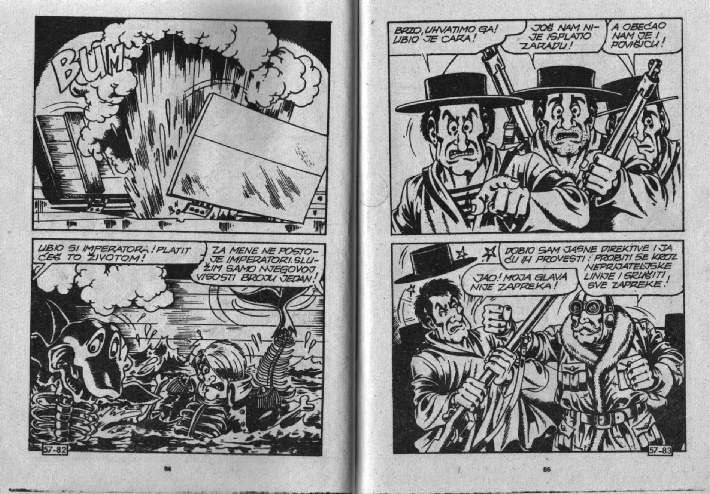 BUM
UBIO SI IMPERATORA! PLATIT
ĆEŠ TO ŽIVOTOM!
ZA MENE NE POSTO-
JE IMPERATORI. SLU-
ŽIM SAMO NJEGOVOJ
VISOSTI BROJU JEDAN!
57-82
BRZO, UHVATIMO GA!
UBIO JE CARA!
JOŠ NAM NI-
JE ISPLATIO
ZARADU!
A OBEĆAO
NAM JE I
POVIŠICU!
JAO! MOJA GLAVA
NIJE ZAPREKA!
DOBIO SAM JASNE DIREKTIVE I JA
ĆU IH PROVESTI: PROBITI SE KROZ
NEPRIJATELJSKE
LINIJE I SRUŠITI
SVE ZAPREKE!
57-83